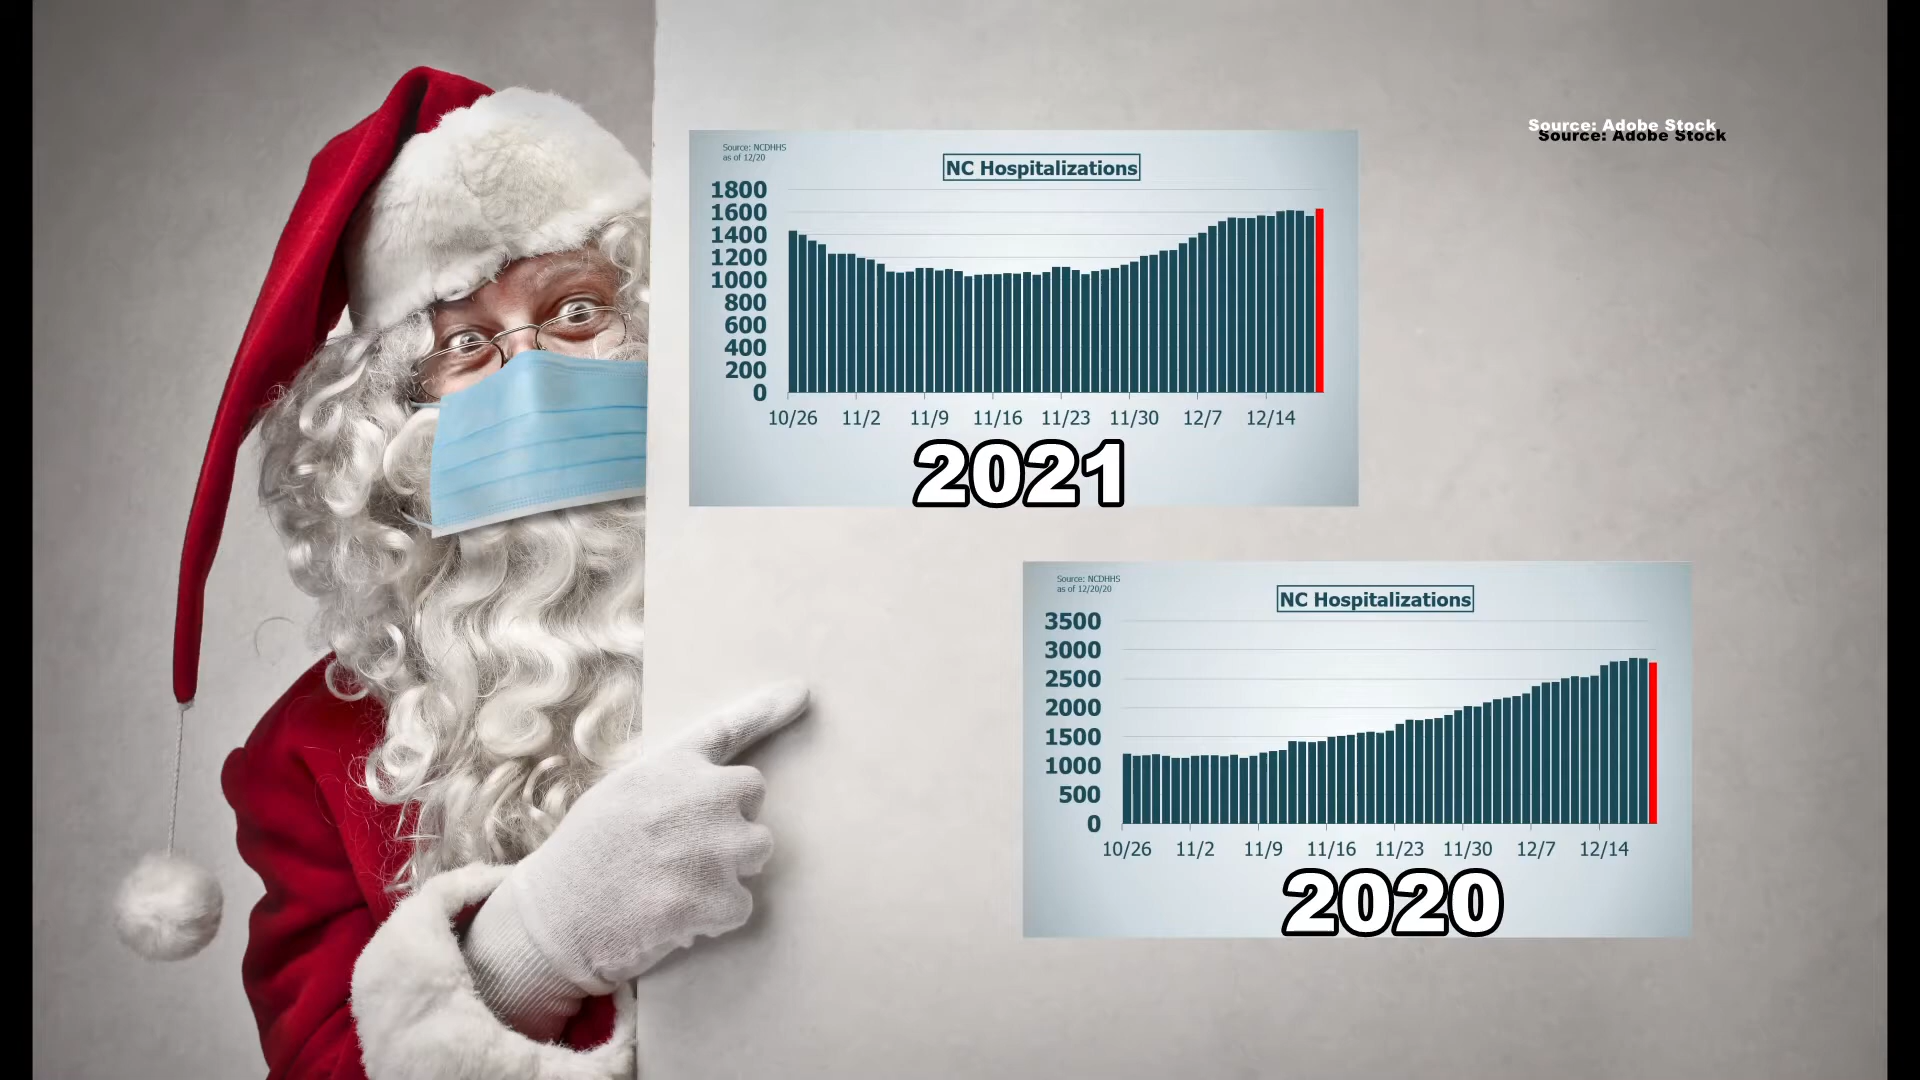 Source: Adobe Stock
Source: Adobe Stock
Source: NCDHHS
as of 12/20
NC Hospitalizations
1800
1600
1400
1200
1000
800
600
400
200
0
10/26 11/2 11/9 11/16 11/23 11/30 12/7 12/14
2021
Source: NCDHHS
as of 12/20/20
NC Hospitalizations
3500
3000
2500
2000
1500
1000
500
0
10/26 11/2 11/9 11/16 11/23 11/30 12/7 12/14
2020